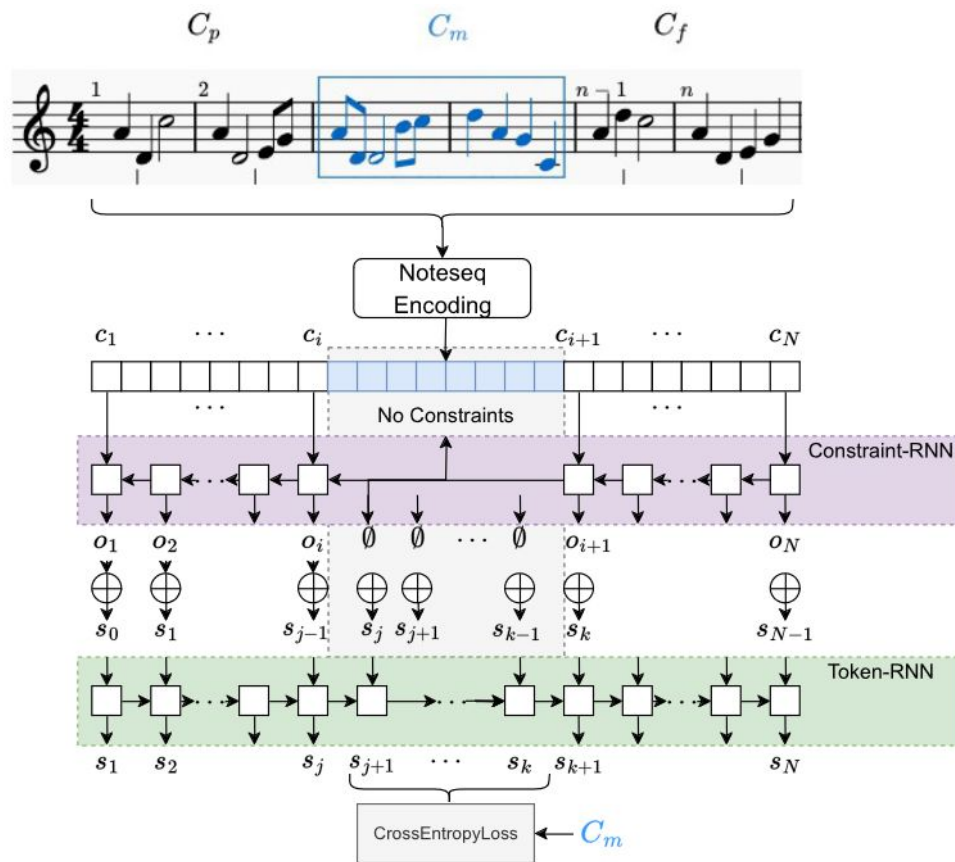 C_p C_m C_f
1 2 n - 1 n
4
4
Noteseq
Encoding
c_1 ··· c_i c_{i+1} ··· c_N
··· ···
No Constraints
Constraint-RNN
··· ···
o_1 o_2 o_i ∅ ∅ ··· ∅ o_{i+1} o_N
s_0 s_1 s_{j-1} s_j s_{j+1} s_{k-1} s_k s_{N-1}
Token-RNN
··· ··· ···
s_1 s_2 s_j s_{j+1} ··· s_k s_{k+1} s_N
CrossEntropyLoss C_m